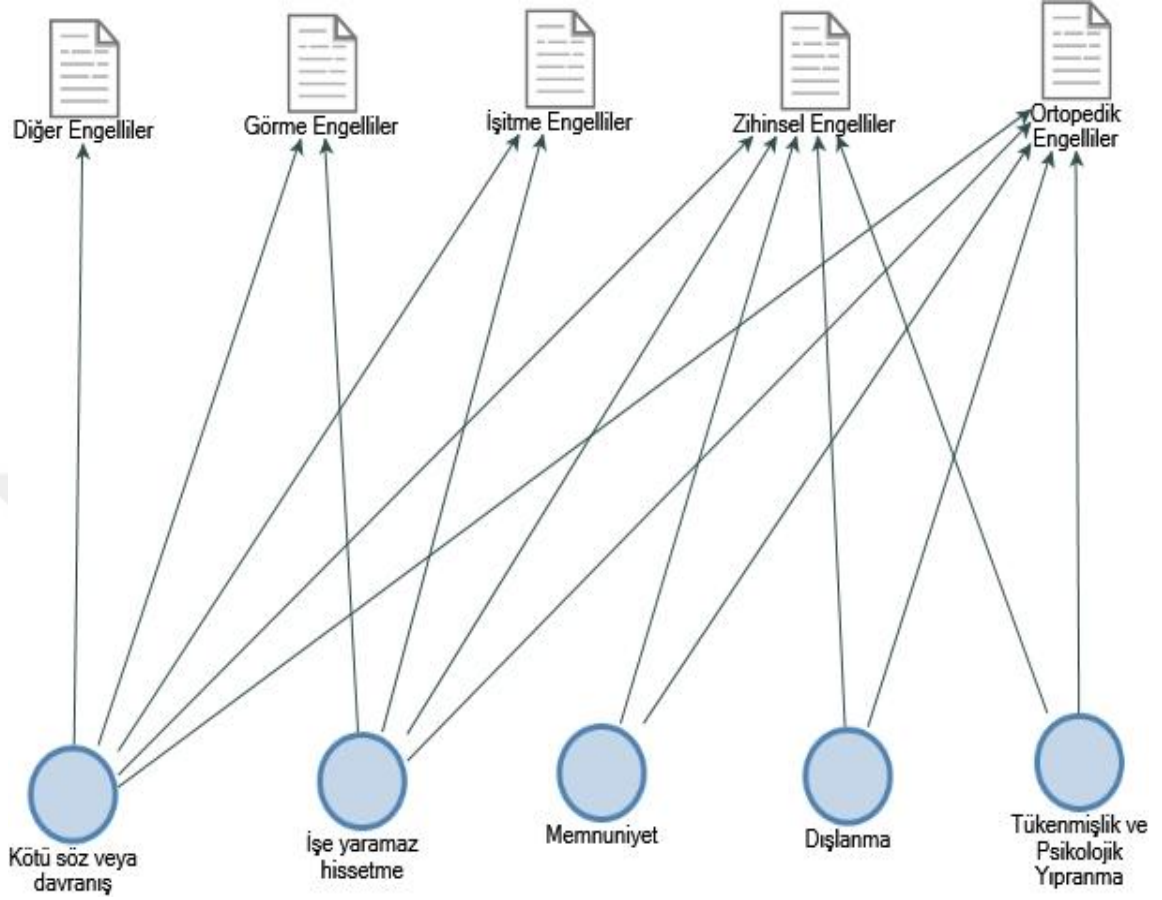 Diğer Engelliler
Görme Engelliler
İşitme Engelliler
Zihinsel Engelliler
Ortopedik
Engelliler
Kötü söz veya
davranış
İşe yaramaz
hissetme
Memnuniyet
Dışlanma
Tükenmişlik ve
Psikolojik
Yıpranma